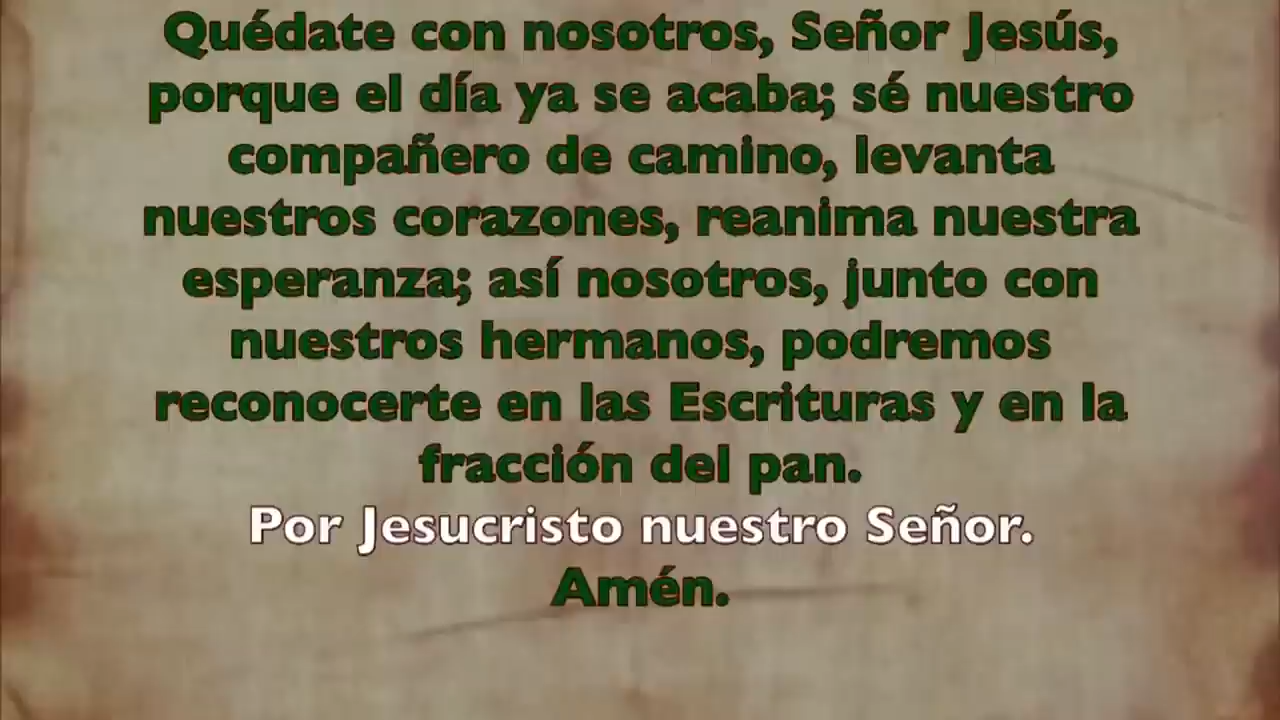 Quédate con nosotros, Señor Jesús,
porque el día ya se acaba; sé nuestro
compañero de camino, levanta
nuestros corazones, reanima nuestra
esperanza; así nosotros, junto con
nuestros hermanos, podremos
reconocerte en las Escrituras y en la
fracción del pan.
Por Jesucristo nuestro Señor.
Amén.